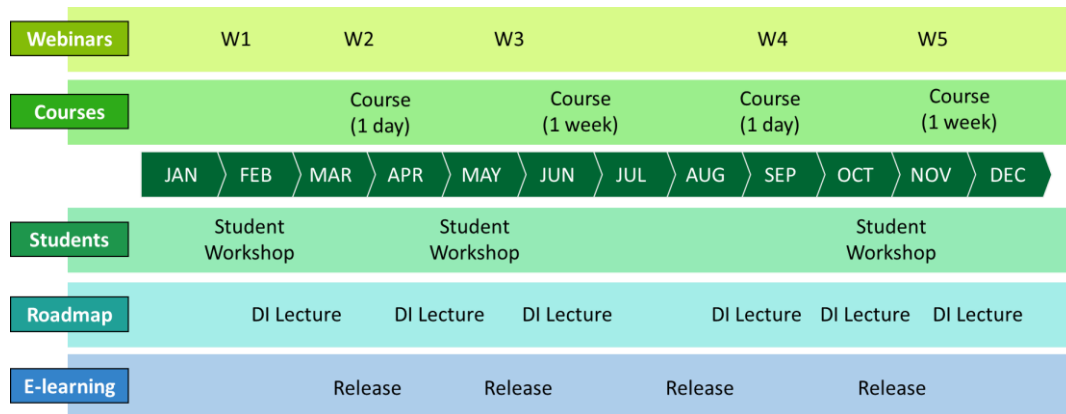 Webinars W1 W2 W3 W4 W5
Courses Course (1 day) Course (1 week) Course (1 day) Course (1 week)
JAN FEB MAR APR MAY JUN JUL AUG SEP OCT NOV DEC
Students Student Workshop Student Workshop Student Workshop
Roadmap DI Lecture DI Lecture DI Lecture DI Lecture DI Lecture DI Lecture
E-learning Release Release Release Release